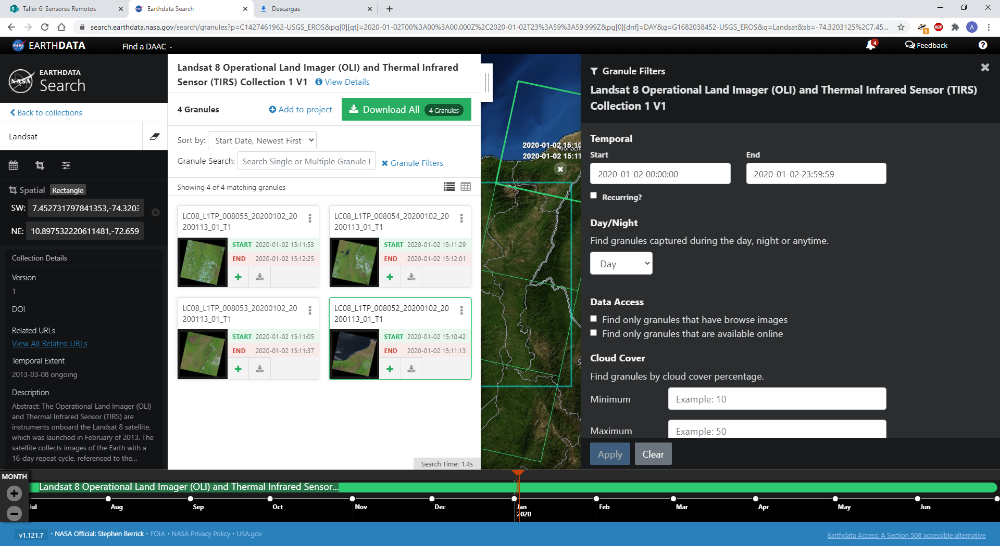 Taller 6. Sensores Remotos
Earthdata Search
Descargas
search.earthdata.nasa.gov/search/granules?p=C1427461962-USGS_EROS&pg[0][qt]=2020-01-02T00%3A00%3A00.000Z%2C2020-01-02T23%3A59%3A59.999Z&pg[0][dnf]=DAY&g=G1682038452-USGS_EROS&q=Landsat&sb=-74.3203125%2C7.45...
1
ABP
A
NASA
EARTHDATA
Find a DAAC
4
Feedback
?
NASA
EARTHDATA
Search
Back to collections
Landsat
Spatial
Rectangle
SW: 7.452731797841353,-74.3203
NE: 10.897532220611481,-72.659
Collection Details
Version
1
DOI
Related URLs
View All Related URLs
Temporal Extent
2013-03-08 ongoing
Description
Abstract: The Operational Land Imager (OLI)
and Thermal Infrared Sensor (TIRS) are
instruments onboard the Landsat 8 satellite,
which was launched in February of 2013. The
satellite collects images of the Earth with a
16-day repeat cycle, referenced to the...
Landsat 8 Operational Land Imager (OLI) and Thermal Infrared
Sensor (TIRS) Collection 1 V1
View Details
4 Granules
Add to project
Download All
4 Granules
Sort by:
Start Date, Newest First
Granule Search:
Search Single or Multiple Granule I
Granule Filters
Showing 4 of 4 matching granules
LC08_L1TP_008055_20200102_20
200113_01_T1
START 2020-01-02 15:11:53
END 2020-01-02 15:12:25
LC08_L1TP_008054_20200102_20
200113_01_T1
START 2020-01-02 15:11:29
END 2020-01-02 15:12:01
LC08_L1TP_008053_20200102_20
200113_01_T1
START 2020-01-02 15:11:05
END 2020-01-02 15:11:37
LC08_L1TP_008052_20200102_20
200113_01_T1
START 2020-01-02 15:10:42
END 2020-01-02 15:11:13
Search Time: 1.4s
2020-01-02 15:10
2020-01-02 15:11
S
Granule Filters
Landsat 8 Operational Land Imager (OLI) and Thermal Infrared Sensor (TIRS)
Collection 1 V1
Temporal
Start
End
2020-01-02 00:00:00
2020-01-02 23:59:59
Recurring?
Day/Night
Find granules captured during the day, night or anytime.
Day
Data Access
Find only granules that have browse images
Find only granules that are available online
Cloud Cover
Find granules by cloud cover percentage.
Minimum
Example: 10
Maximum
Example: 50
Apply
Clear
MONTH
Landsat 8 Operational Land Imager (OLI) and Thermal Infrared Sensor...
Jul
Aug
Sep
Oct
Nov
Dec
Jan
2020
Feb
Mar
Apr
May
Jun
v1.121.7 • NASA Official: Stephen Berrick • FOIA • NASA Privacy Policy • USA.gov
Earthdata Access: A Section 508 accessible alternative